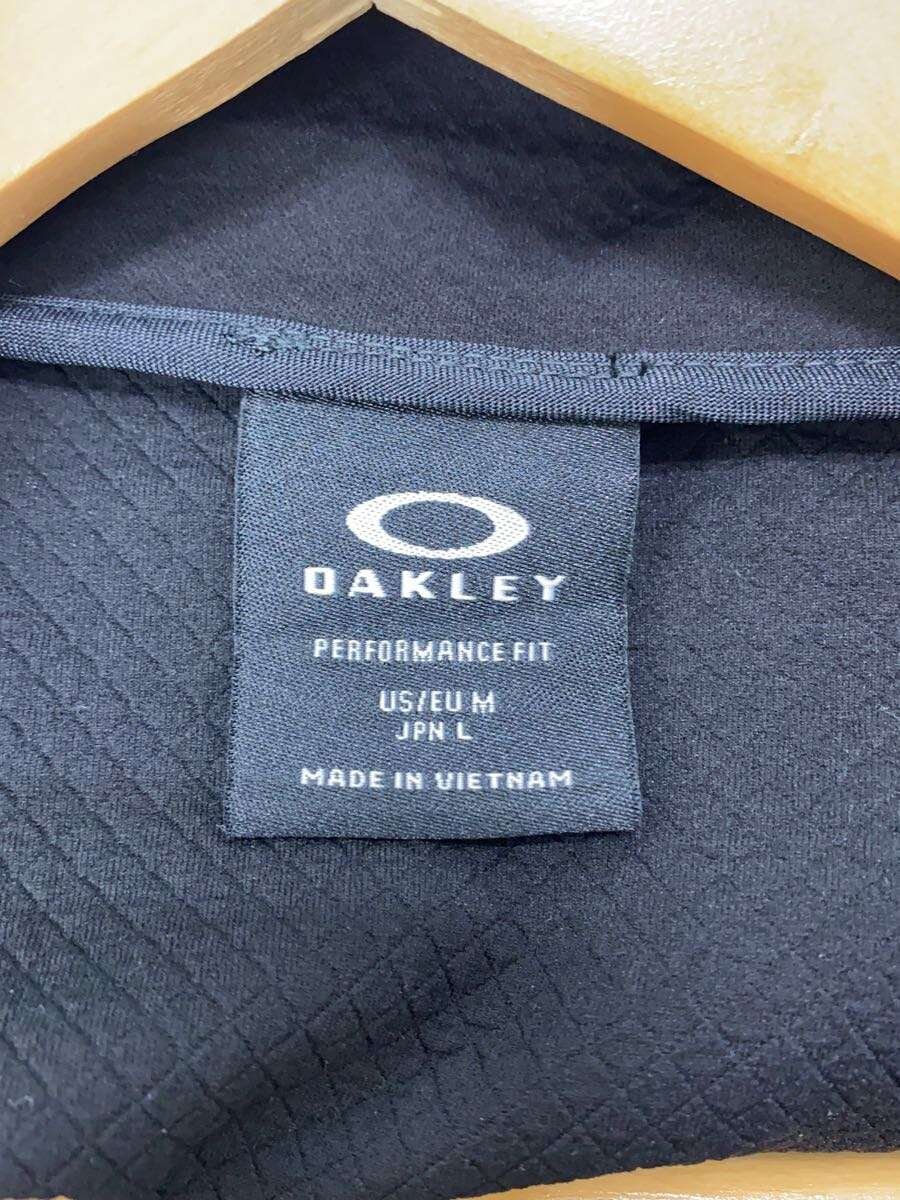 OAKLEY
PERFORMANCE FIT
US/EU M
JPN L
MADE IN VIETNAM